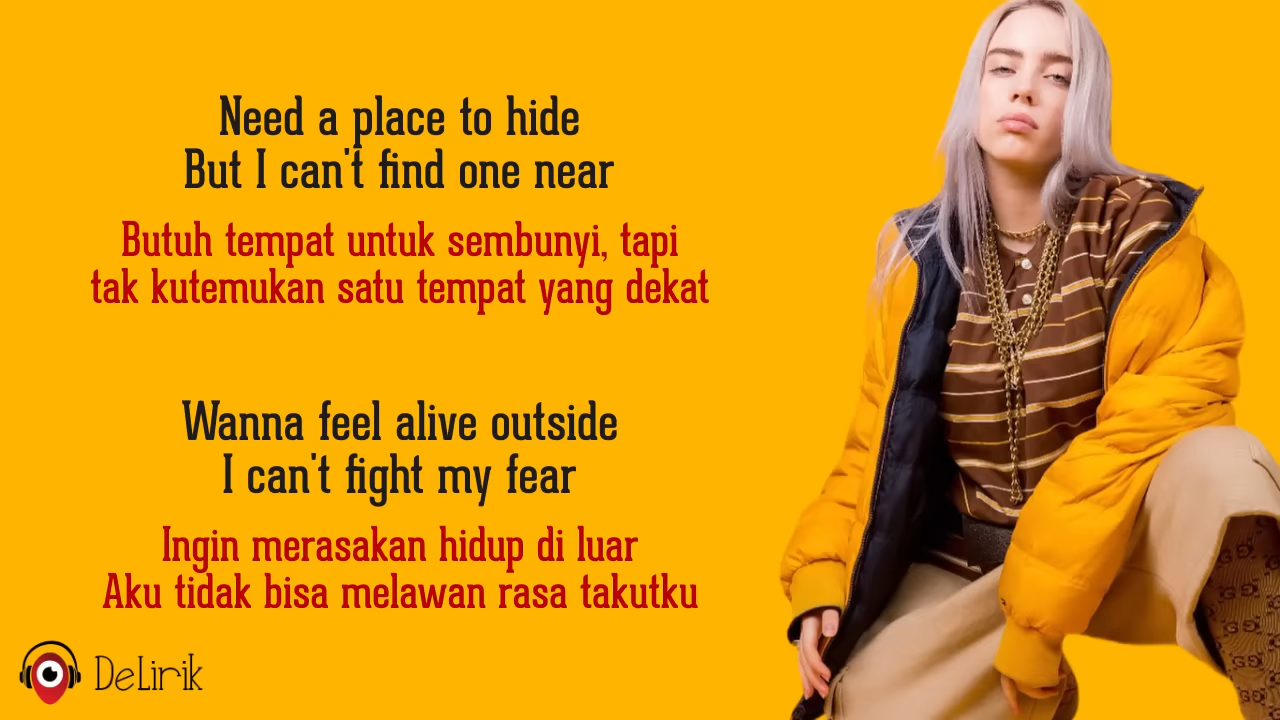 Need a place to hide
But I can't find one near
Butuh tempat untuk sembunyi, tapi
tak kutemukan satu tempat yang dekat
Wanna feel alive outside
I can't fight my fear
Ingin merasakan hidup di luar
Aku tidak bisa melawan rasa takutku
DeLirik